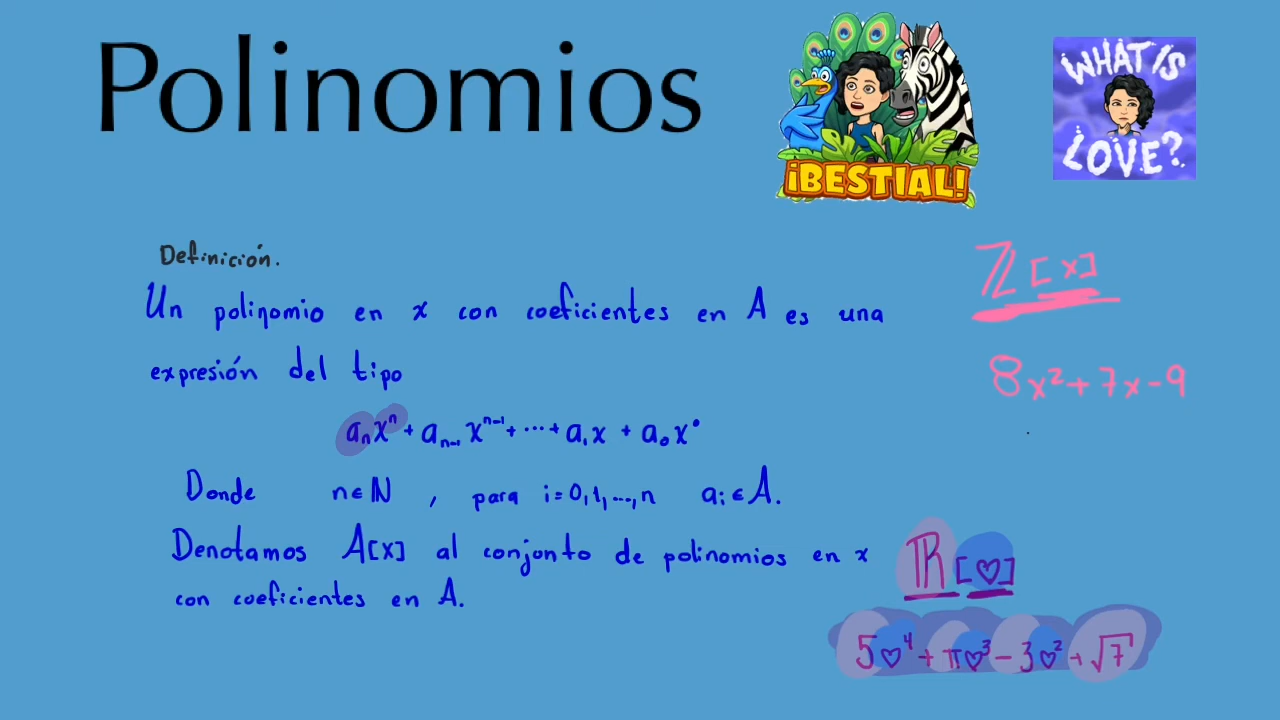 Polinomios
¡BESTIAL!
WHAT IS
LOVE?
Definición.
Un polinomio en x con coeficientes en A es una
expresión del tipo
aₙxⁿ + aₙ₋₁xⁿ⁻¹ + ... + a₁x + a₀x⁰
Donde n ∈ ℕ , para i=0,1,...,n aᵢ ∈ A.
Denotamos A[x] al conjunto de polinomios en x
con coeficientes en A.
ℤ[x]
8x² + 7x - 9
ℝ[♡]
5♡⁴ + π♡³ - 3♡² + √7